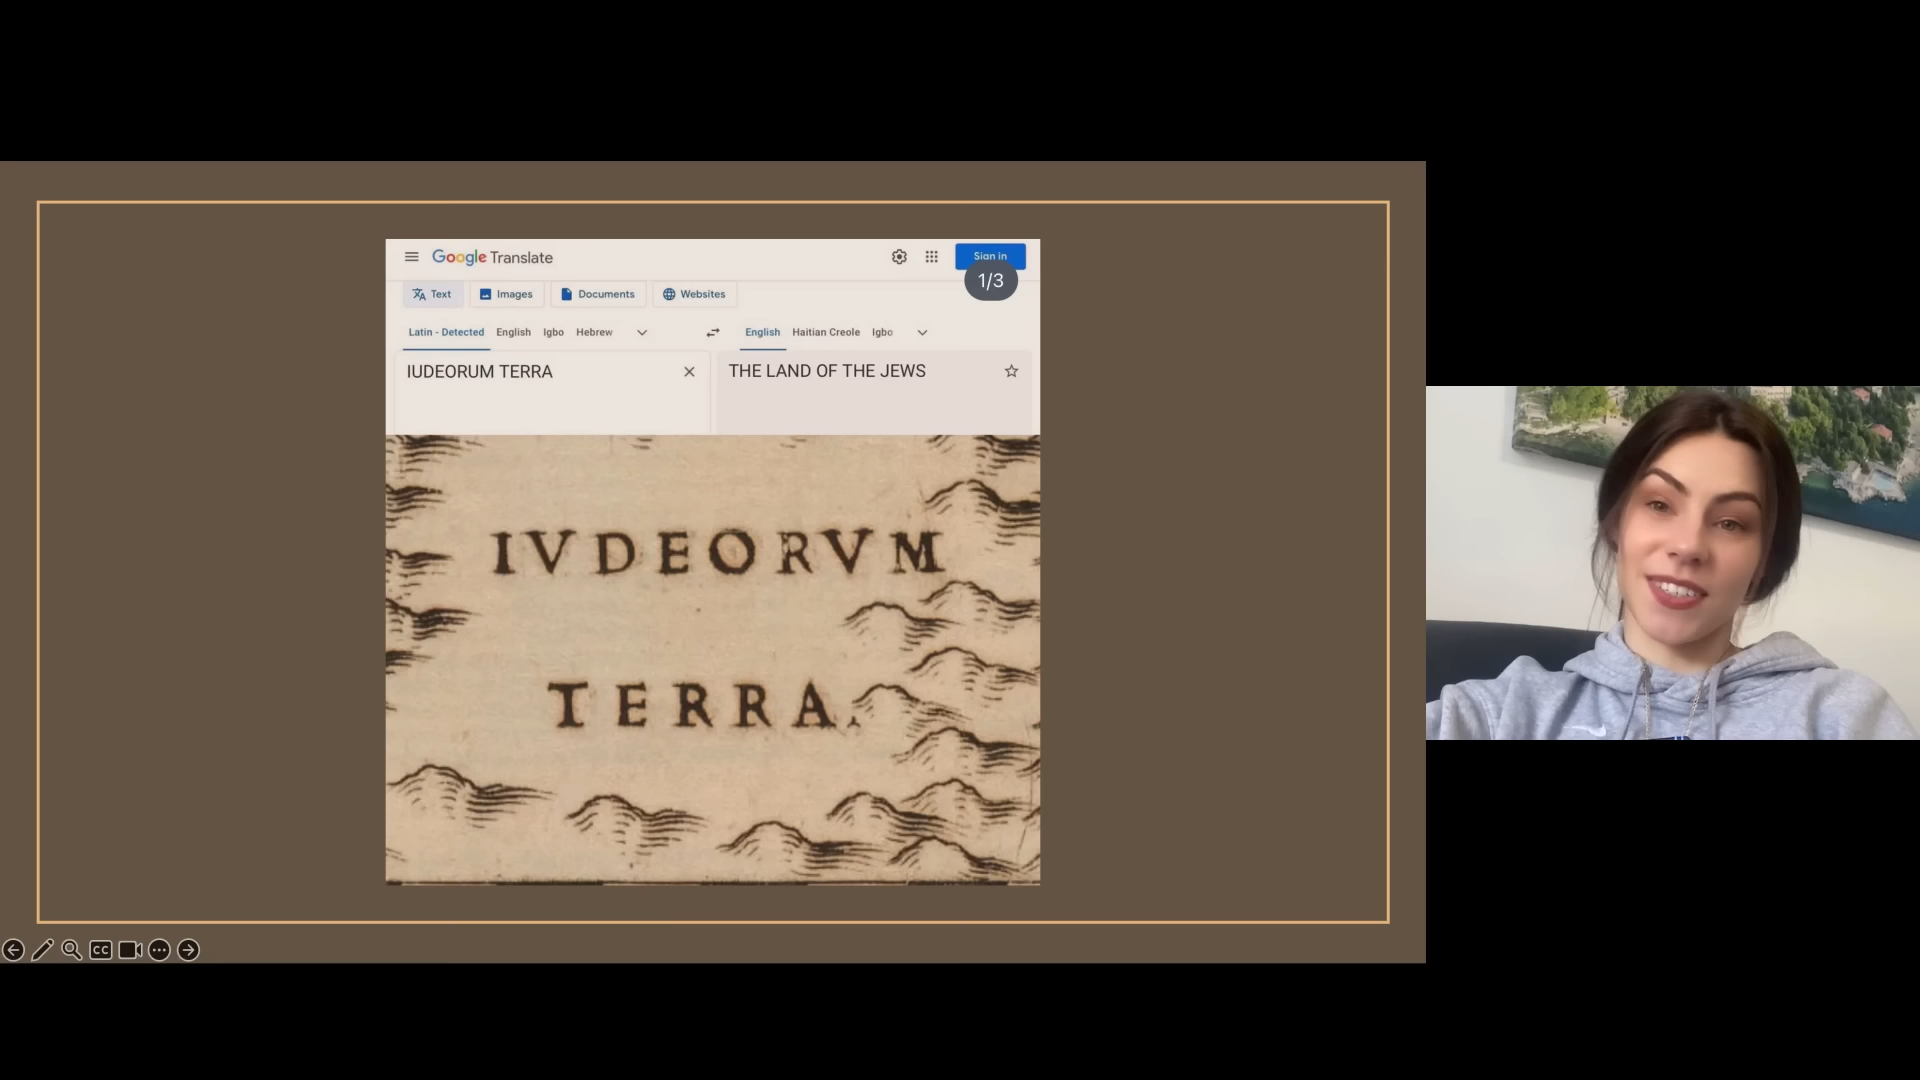 Google Translate
Sign in
1/3
Text Images Documents Websites
Latin - Detected English Igbo Hebrew English Haitian Creole Igbo
IUDEORUM TERRA THE LAND OF THE JEWS
IVDEORVM
TERRA.
CC